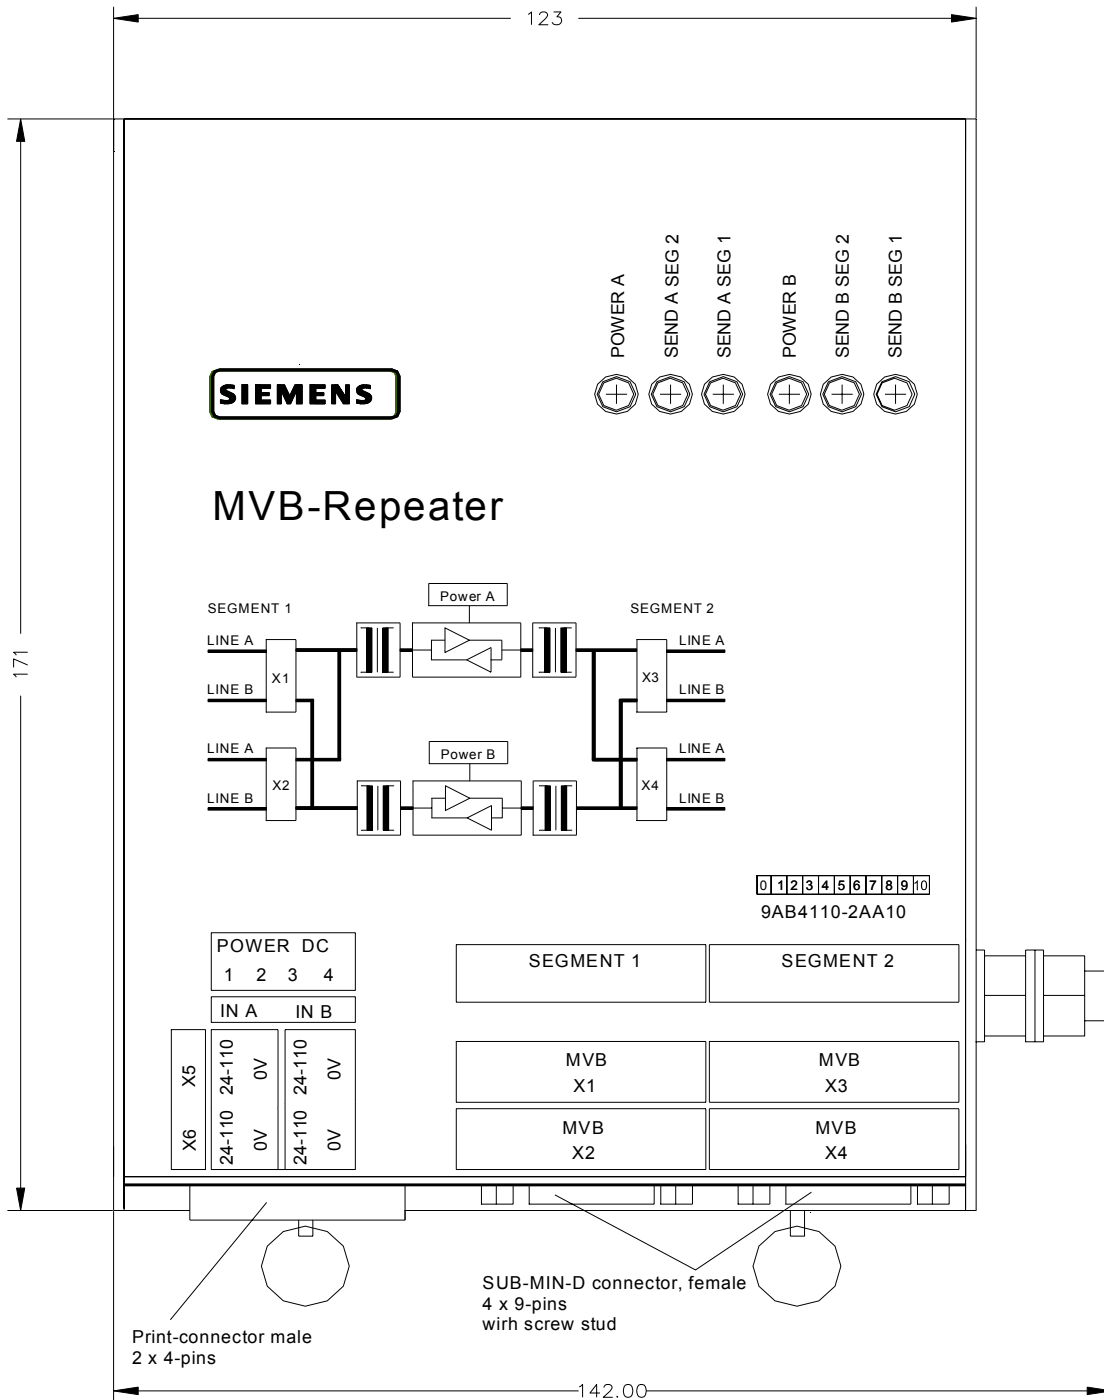 123
171
POWER A
SEND A SEG 2
SEND A SEG 1
POWER B
SEND B SEG 2
SEND B SEG 1
SIEMENS
MVB-Repeater
Power A
SEGMENT 1
SEGMENT 2
LINE A
LINE A
X1
X3
LINE B
LINE B
LINE A
Power B
LINE A
X2
X4
LINE B
LINE B
0 1 2 3 4 5 6 7 8 9 10
9AB4110-2AA10
POWER DC
1 2 3 4
IN A IN B
X5 24-110 0V 24-110 0V
X6 24-110 0V 24-110 0V
SEGMENT 1
SEGMENT 2
MVB
X1
MVB
X3
MVB
X2
MVB
X4
SUB-MIN-D connector, female
4 x 9-pins
wirh screw stud
Print-connector male
2 x 4-pins
142.00